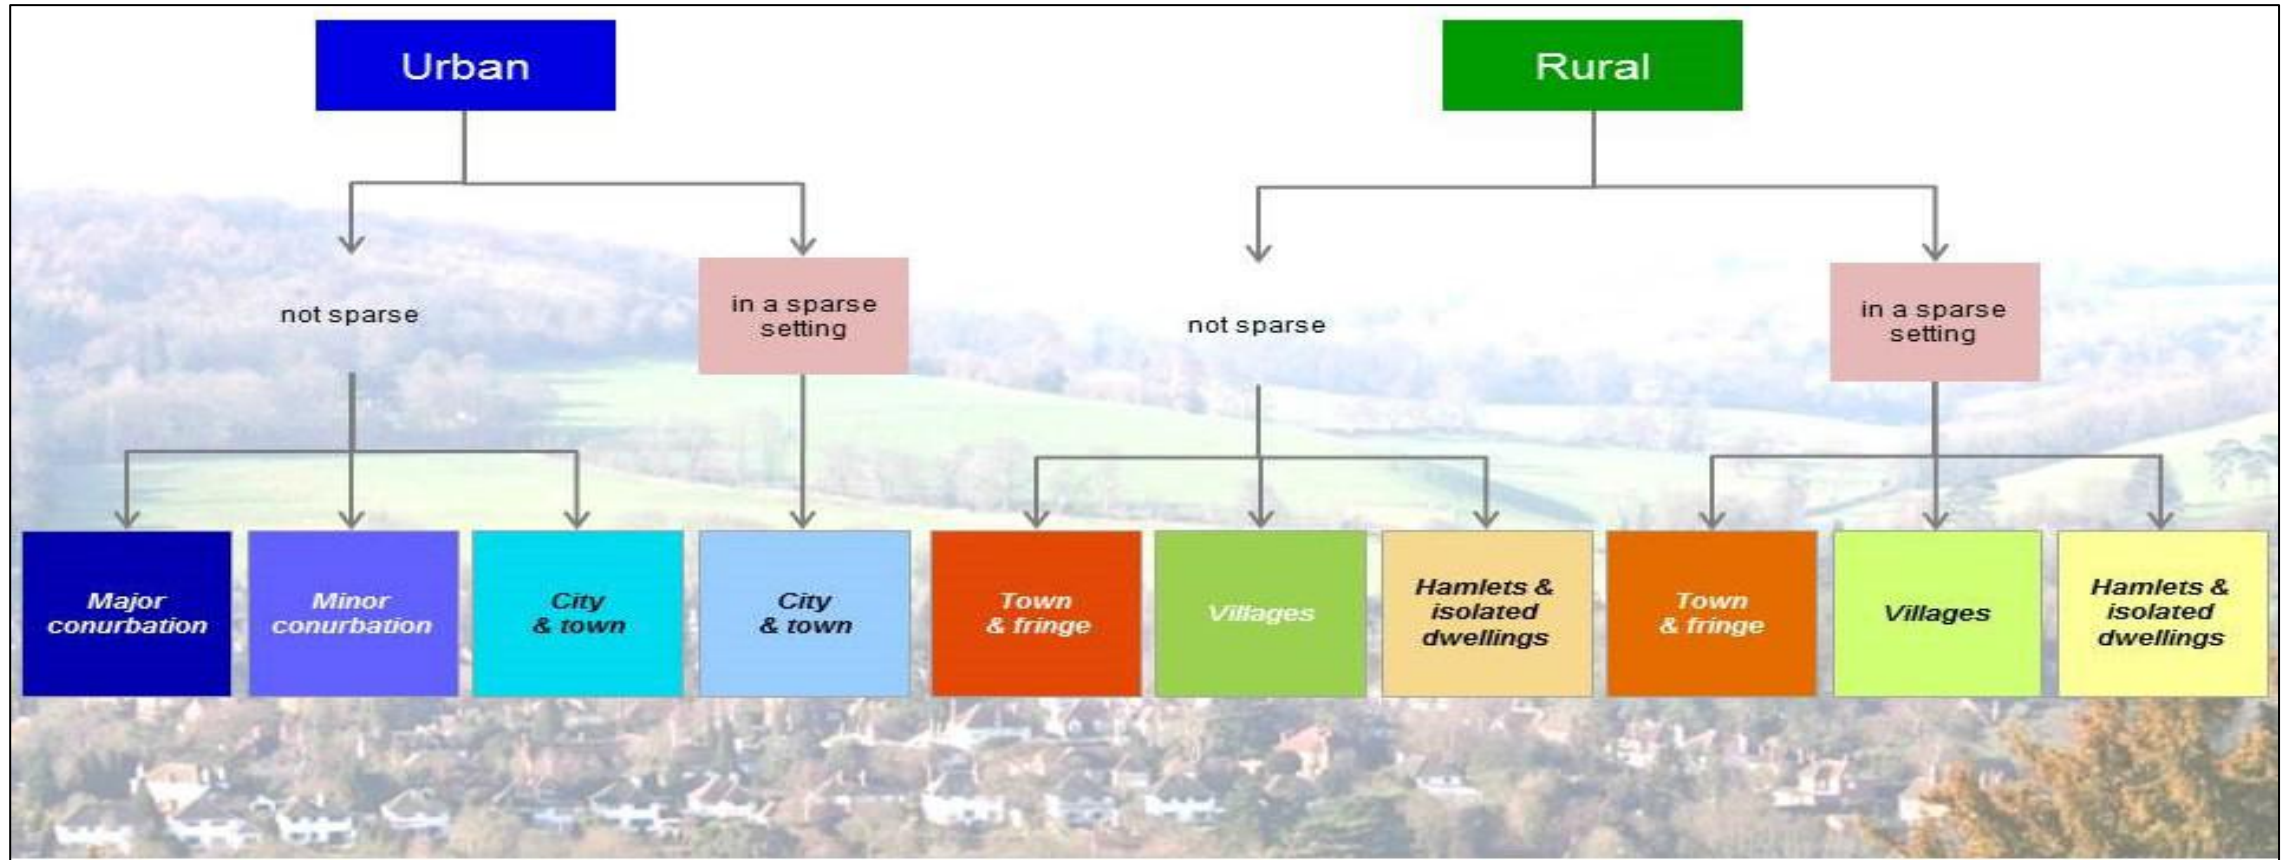 Urban
Rural
not sparse
in a sparse
setting
not sparse
in a sparse
setting
Major
conurbation
Minor
conurbation
City
& town
City
& town
Town
& fringe
Villages
Hamlets &
isolated
dwellings
Town
& fringe
Villages
Hamlets &
isolated
dwellings